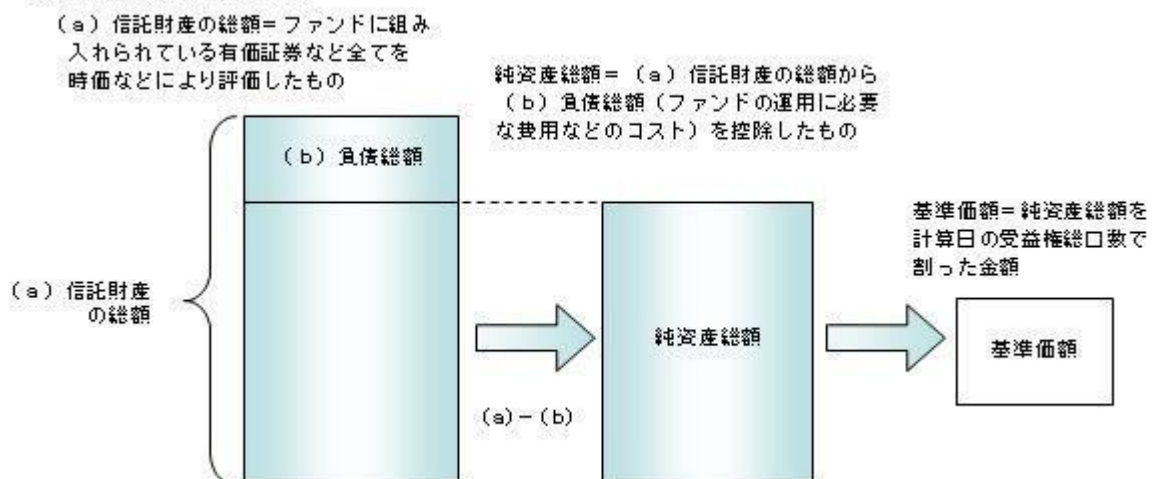 (a)信託財産の総額=ファンドに組み
入れられている有価証券など全てを
時価などにより評価したもの
純資産総額=(a)信託財産の総額から
(b)負債総額(ファンドの運用に必要
な費用などのコスト)を控除したもの
(b)負債総額
基準価額=純資産総額を
計算日の受益権総口数で
割った金額
(a)信託財産
の総額
純資産総額
基準価額
(a)-(b)